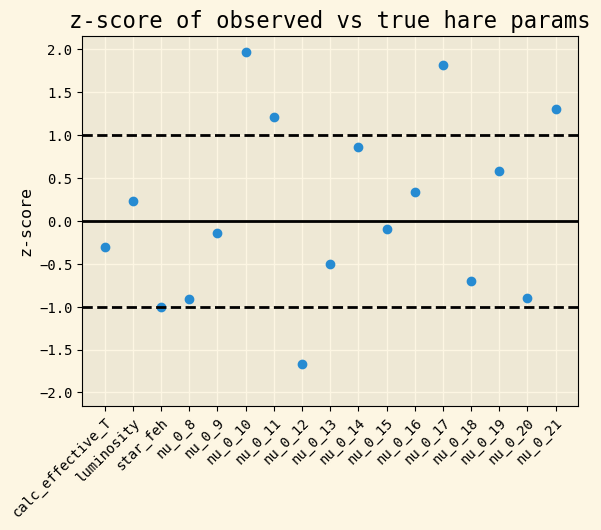 z-score of observed vs true hare params
z-score
2.0
1.5
1.0
0.5
0.0
−0.5
−1.0
−1.5
−2.0
calc_effective_T
luminosity
star_feh
nu_0_8
nu_0_9
nu_0_10
nu_0_11
nu_0_12
nu_0_13
nu_0_14
nu_0_15
nu_0_16
nu_0_17
nu_0_18
nu_0_19
nu_0_20
nu_0_21